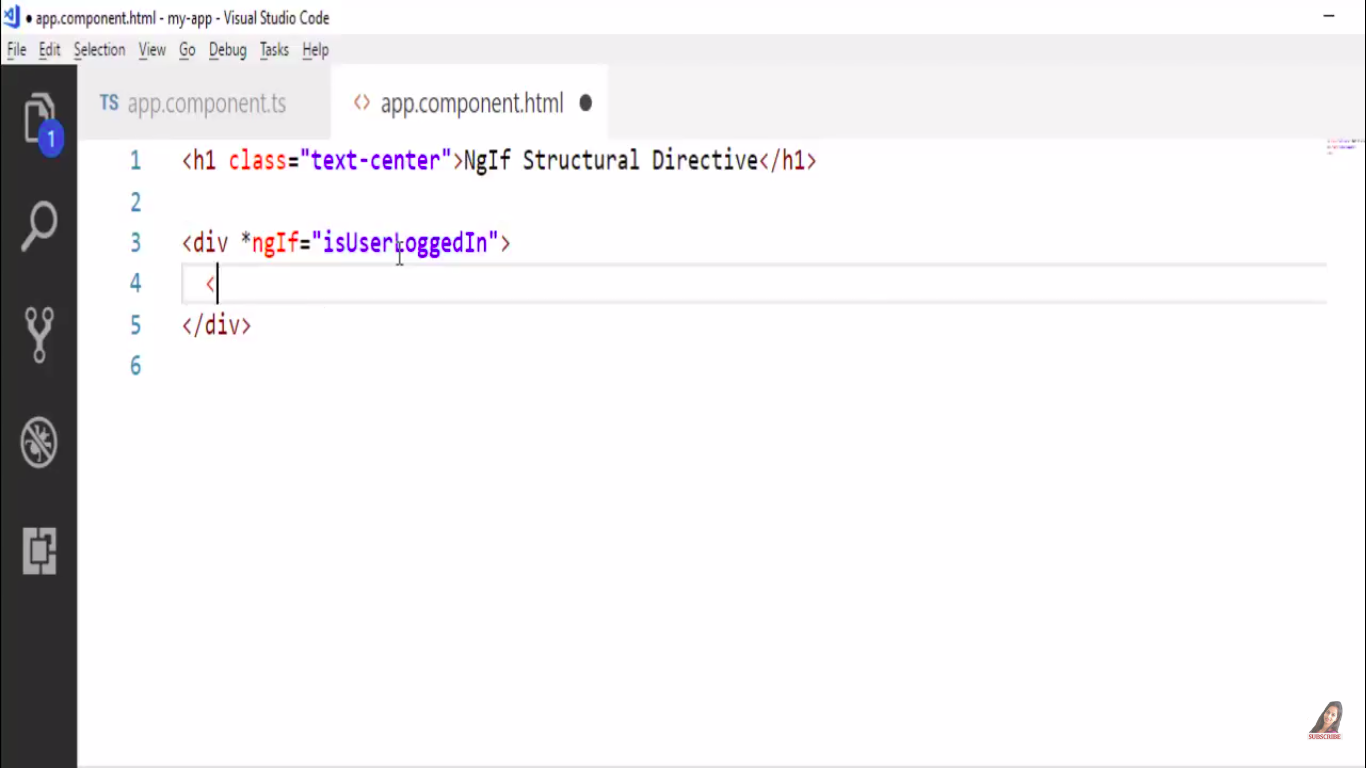 ● app.component.html - my-app - Visual Studio Code
File Edit Selection View Go Debug Tasks Help
1
TS app.component.ts <> app.component.html ●
1 <h1 class="text-center">NgIf Structural Directive</h1>
2
3 <div *ngIf="isUserLoggedIn">
4 <
5 </div>
6
SUBSCRIBE